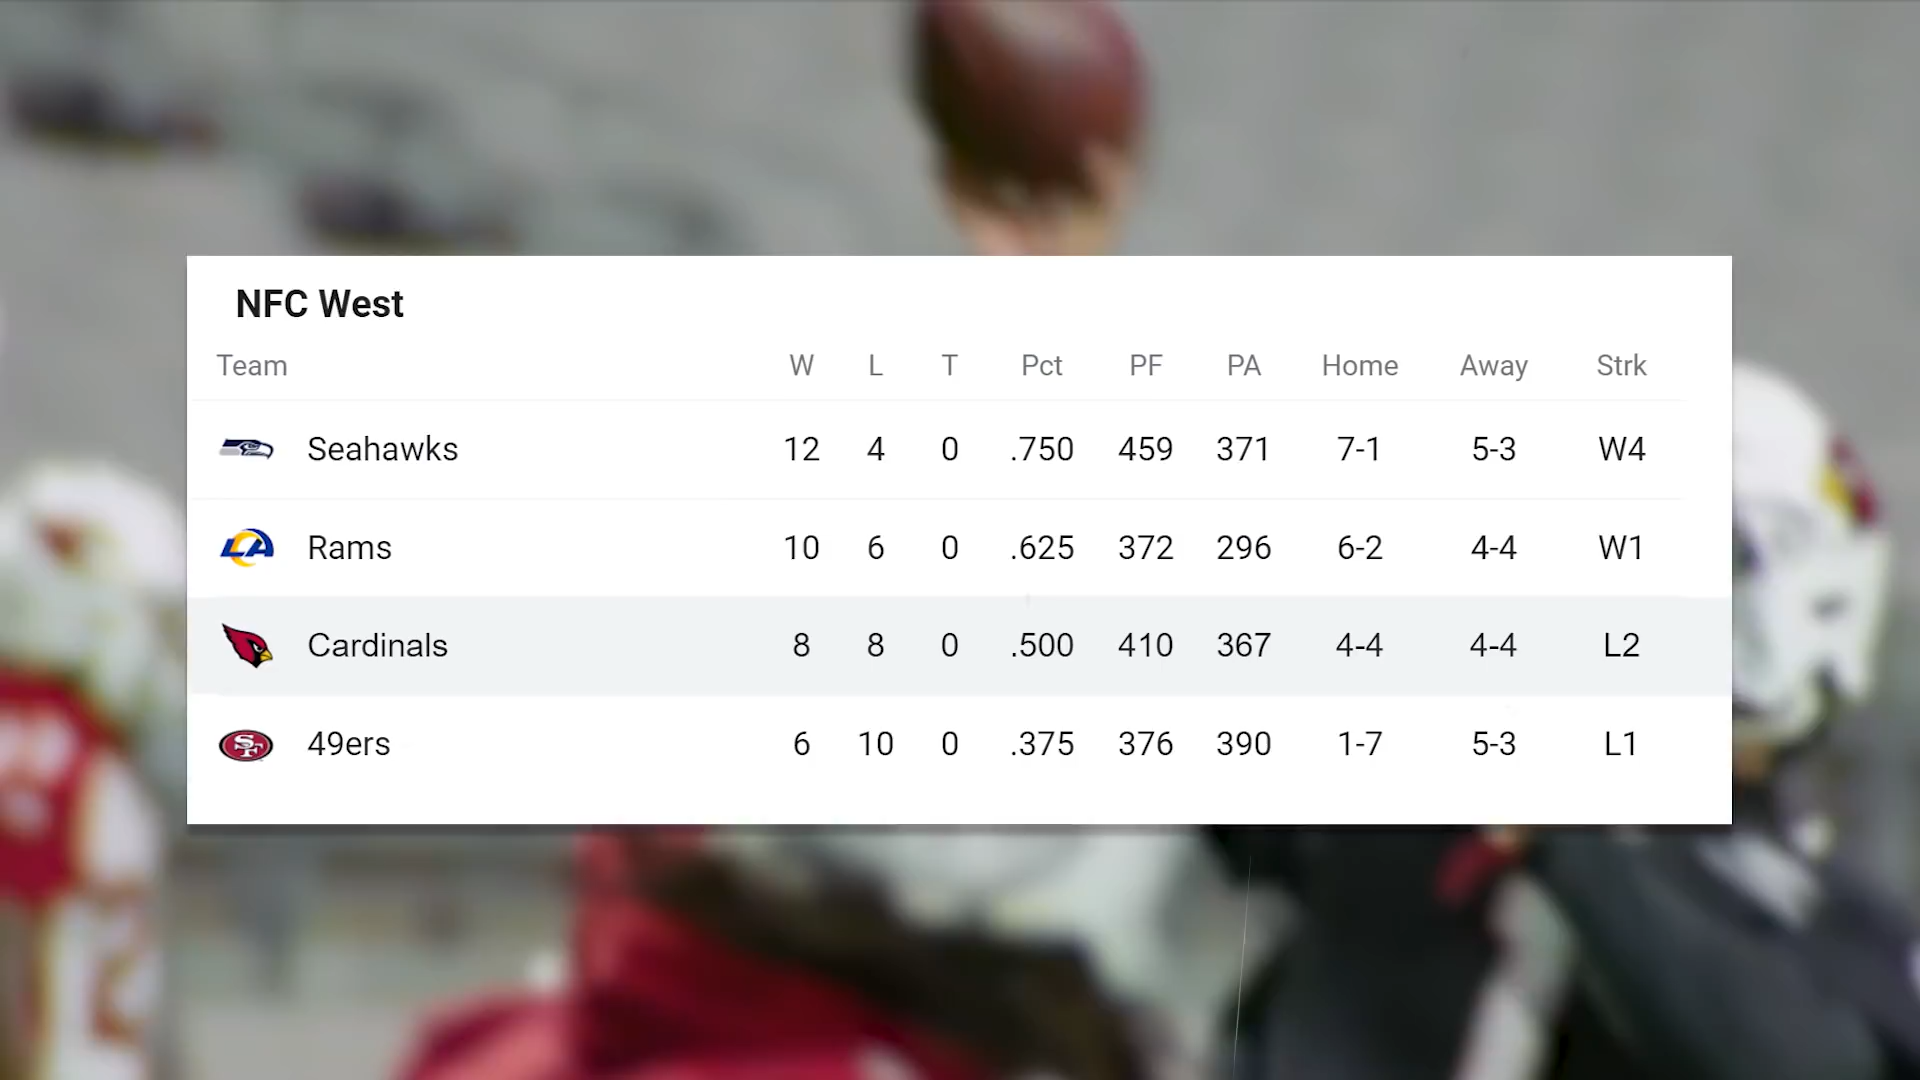 NFC West
Team W L T Pct PF PA Home Away Strk
Seahawks 12 4 0 .750 459 371 7-1 5-3 W4
LA Rams 10 6 0 .625 372 296 6-2 4-4 W1
Cardinals 8 8 0 .500 410 367 4-4 4-4 L2
SF 49ers 6 10 0 .375 376 390 1-7 5-3 L1